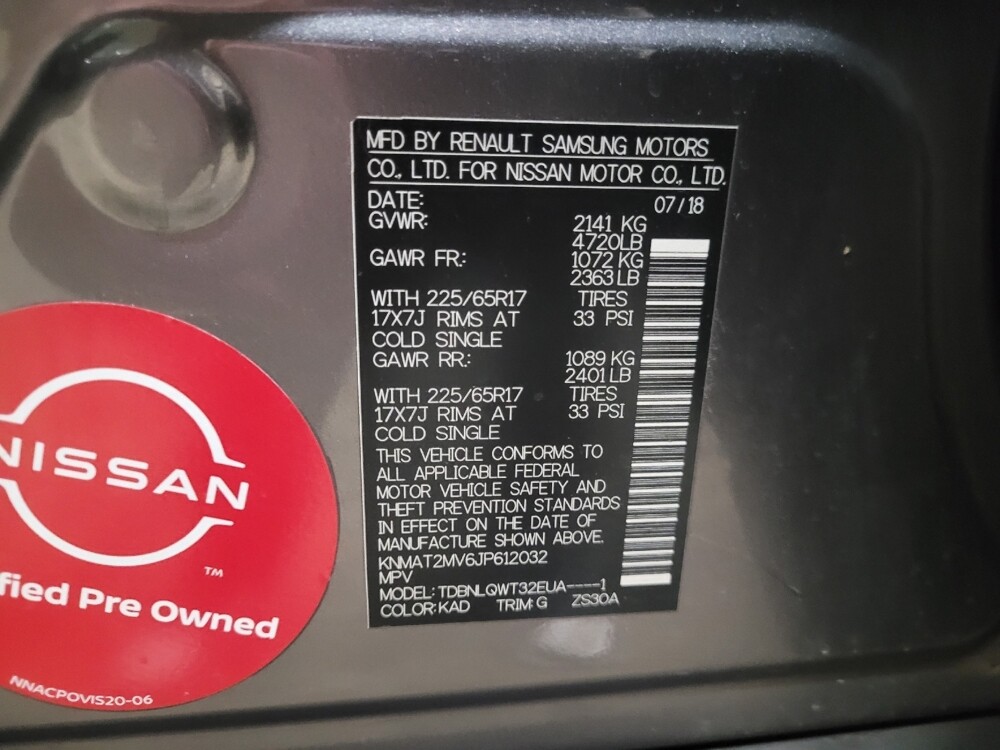 MFD BY RENAULT SAMSUNG MOTORS
CO., LTD. FOR NISSAN MOTOR CO., LTD.
DATE: 07/18
GVWR: 2141 KG
4720LB
GAWR FR: 1072 KG
2363LB
WITH 225/65R17 TIRES
17X7J RIMS AT 33 PSI
COLD SINGLE
GAWR RR: 1089 KG
2401LB
WITH 225/65R17 TIRES
17X7J RIMS AT 33 PSI
COLD SINGLE
THIS VEHICLE CONFORMS TO
ALL APPLICABLE FEDERAL
MOTOR VEHICLE SAFETY AND
THEFT PREVENTION STANDARDS
IN EFFECT ON THE DATE OF
MANUFACTURE SHOWN ABOVE.
KNMAT2MV6JP612032
MPV
MODEL: TDBNLQWT32EUA----1
COLOR: KAD TRIM: G ZS30A
NISSAN
TM
fied Pre Owned
NNACPOVIS20-06